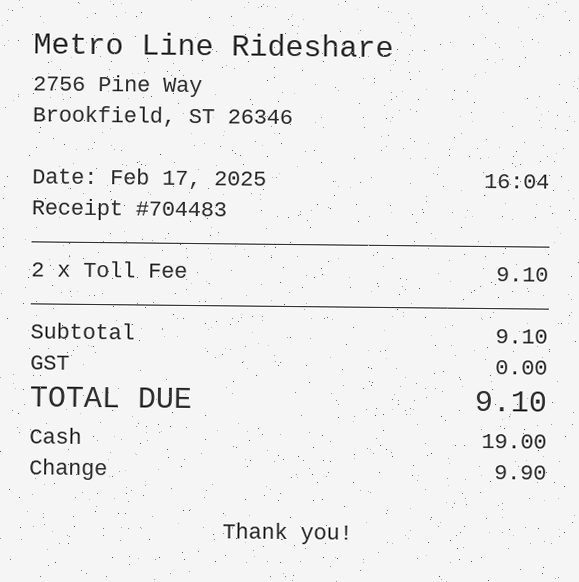 Metro Line Rideshare
2756 Pine Way
Brookfield, ST 26346
Date: Feb 17, 2025 16:04
Receipt #704483
2 x Toll Fee 9.10
Subtotal 9.10
GST 0.00
TOTAL DUE 9.10
Cash 19.00
Change 9.90
Thank you!